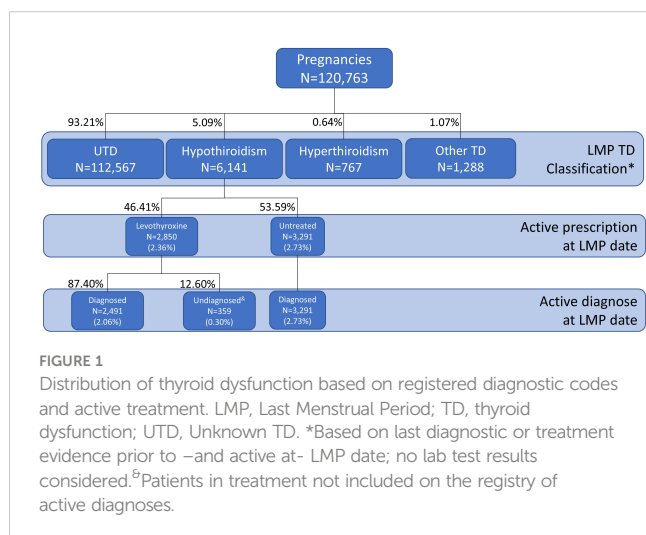 Pregnancies
N=120,763
93.21%
5.09%
0.64%
1.07%
UTD
N=112,567
Hypothiroidism
N=6,141
Hyperthiroidism
N=767
Other TD
N=1,288
LMP TD
Classification*
46.41%
53.59%
Levothyroxine
N=2,850
(2.36%)
Untreated
N=3,291
(2.73%)
Active prescription
at LMP date
87.40%
12.60%
Diagnosed
N=2,491
(2.06%)
Undiagnosed&
N=359
(0.30%)
Diagnosed
N=3,291
(2.73%)
Active diagnose
at LMP date
FIGURE 1
Distribution of thyroid dysfunction based on registered diagnostic codes
and active treatment. LMP, Last Menstrual Period; TD, thyroid
dysfunction; UTD, Unknown TD. *Based on last diagnostic or treatment
evidence prior to –and active at- LMP date; no lab test results
considered.&Patients in treatment not included on the registry of
active diagnoses.